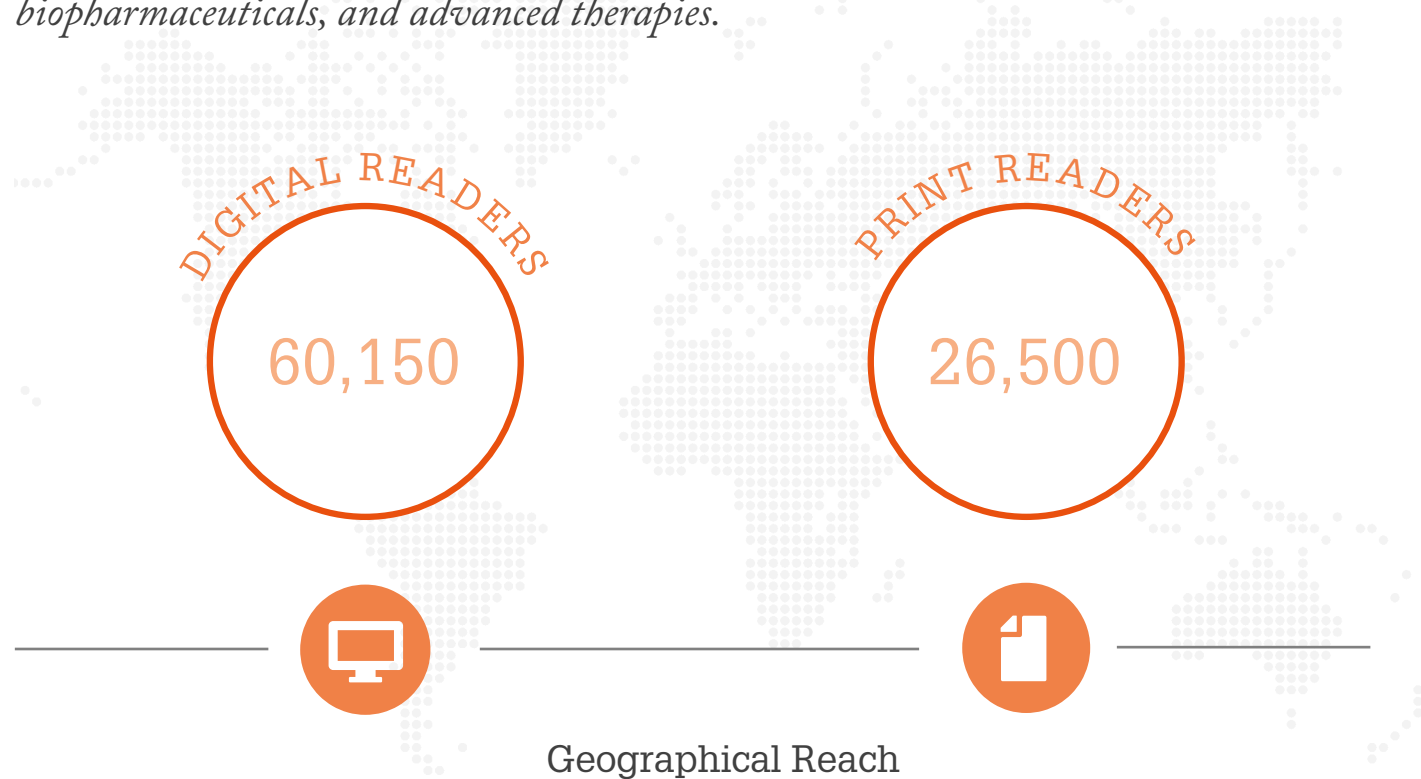 biopharmaceuticals, and advanced therapies.
DIGITAL READERS
60,150
PRINT READERS
26,500
Geographical Reach